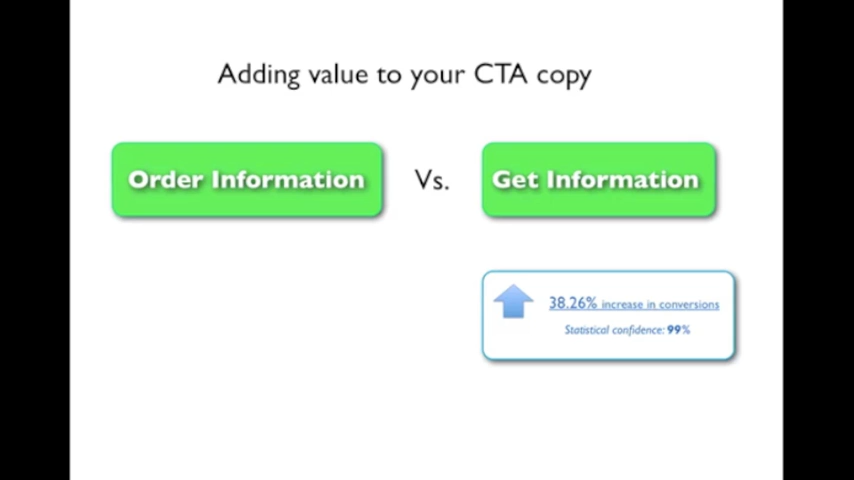 Adding value to your CTA copy
Order Information Vs. Get Information
38.26% increase in conversions
Statistical confidence: 99%